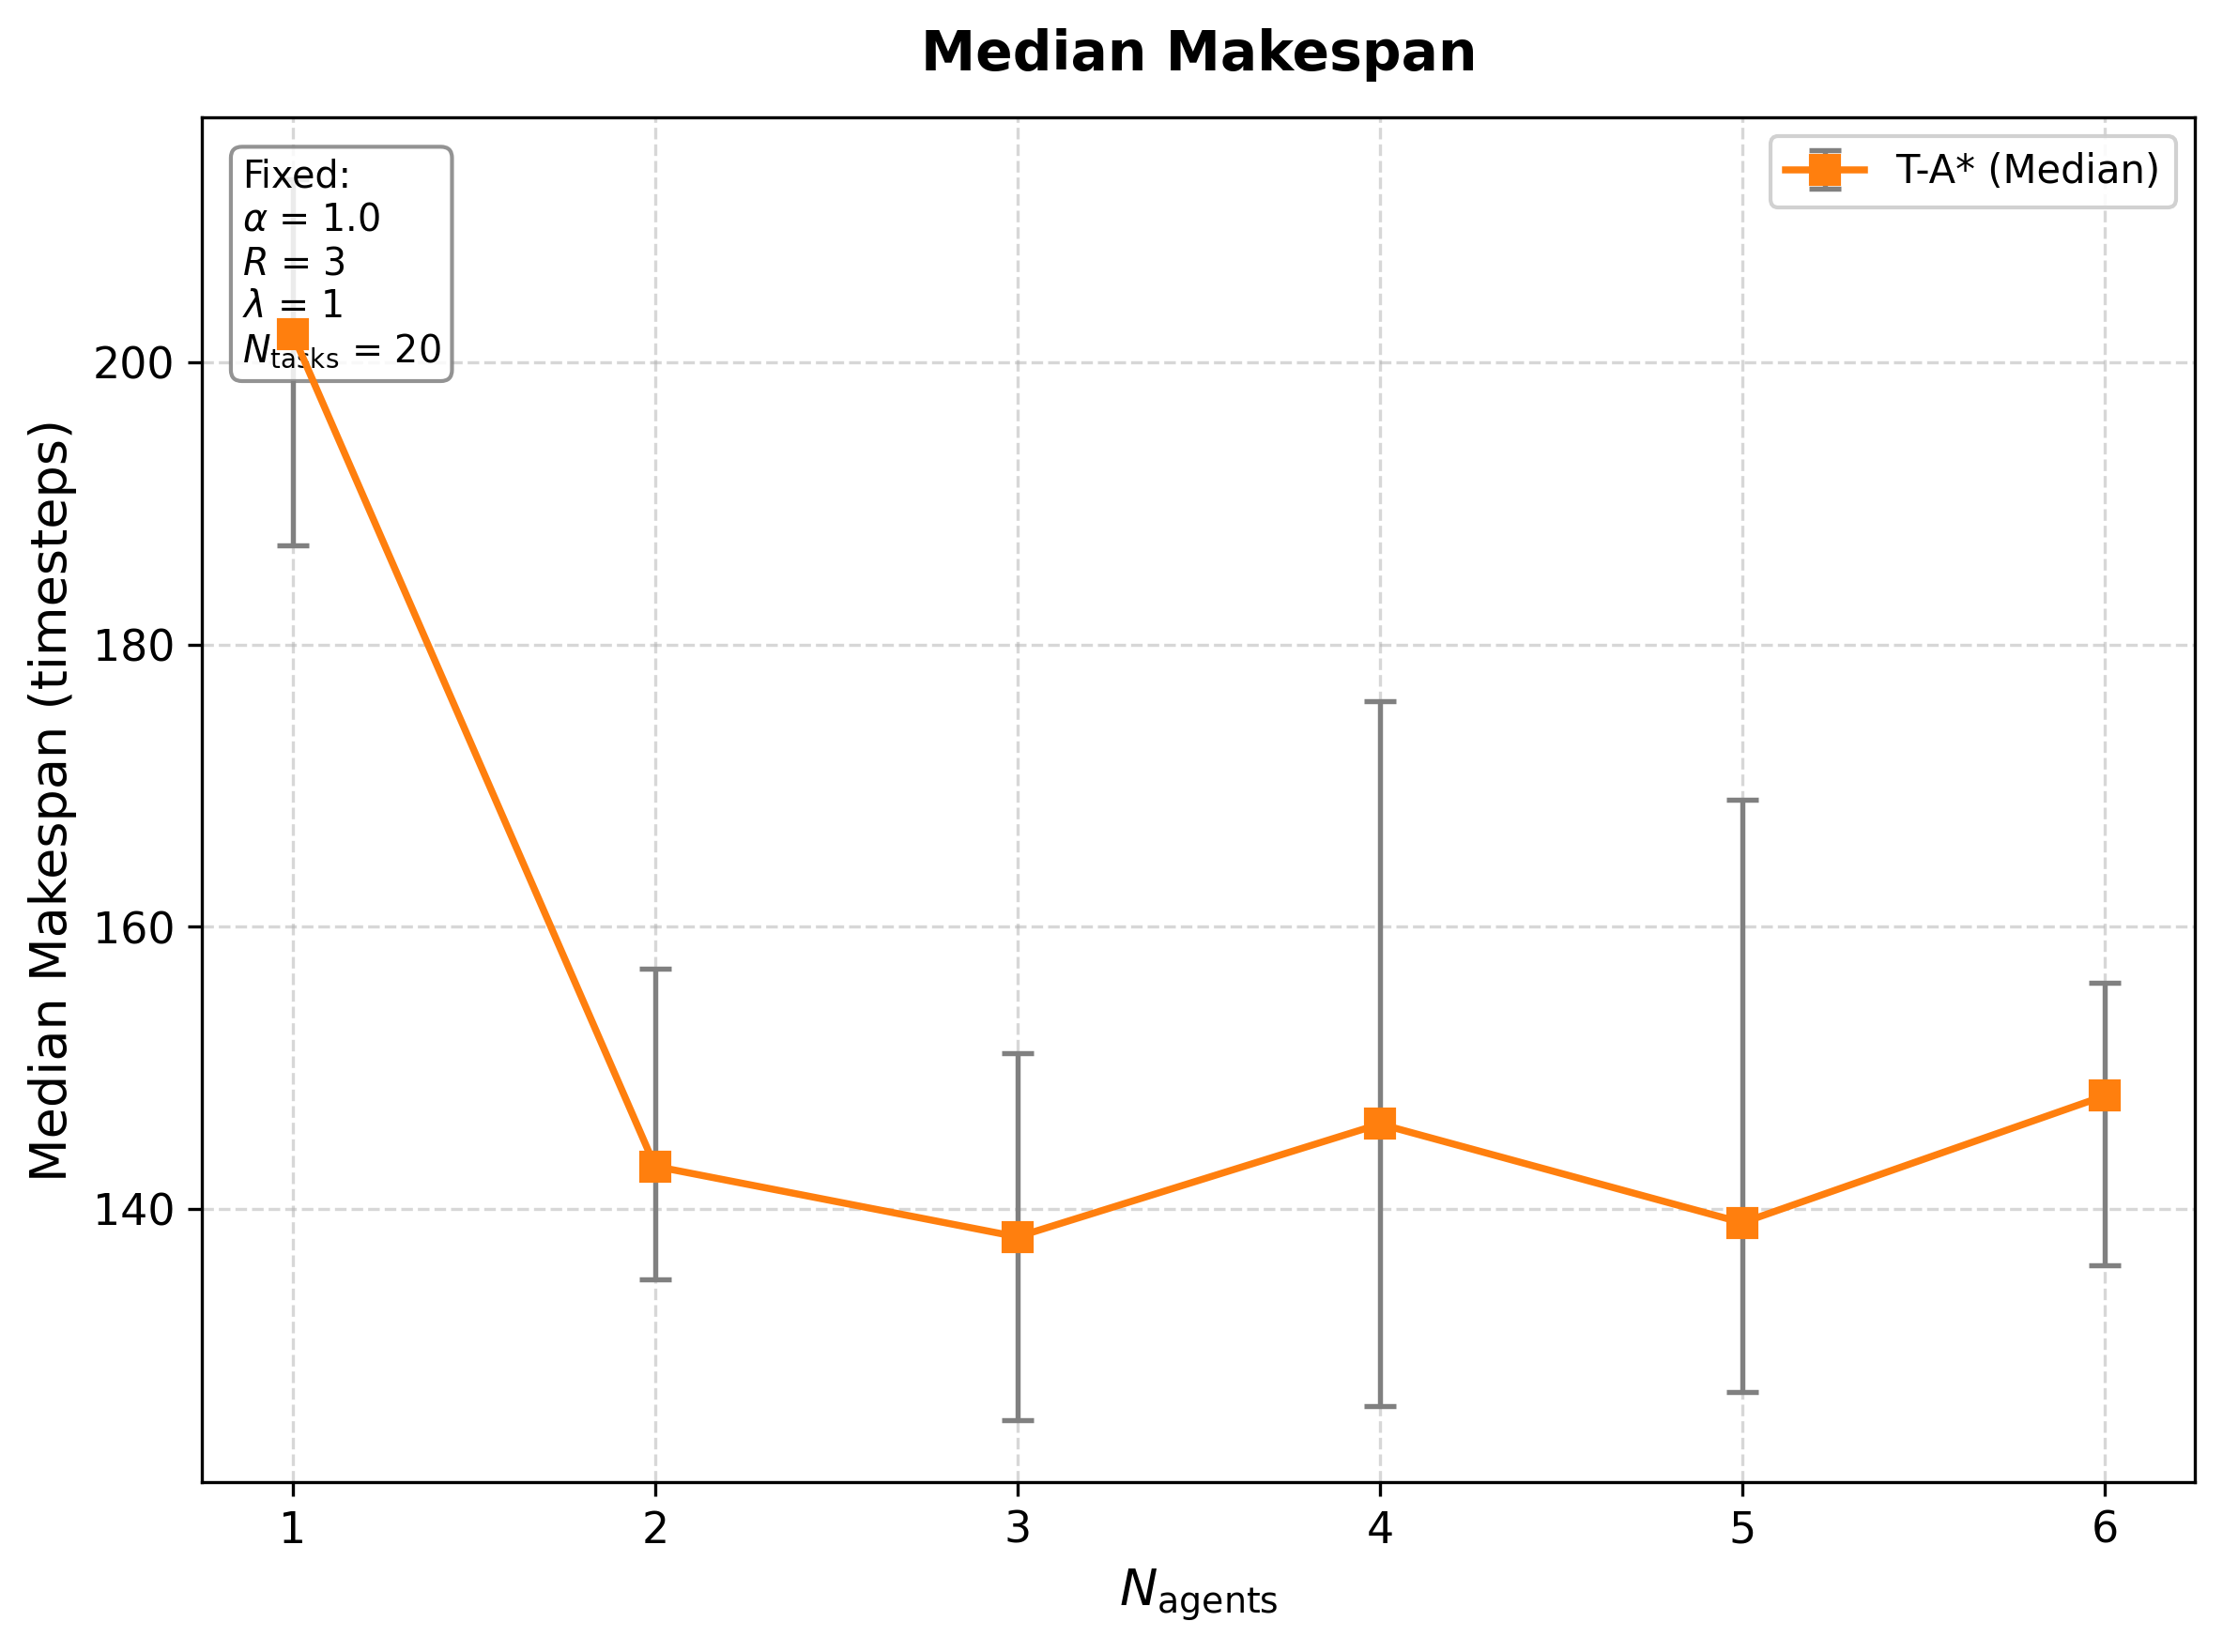 Median Makespan
Fixed:
α = 1.0
R = 3
λ = 1
N_tasks = 20
T-A* (Median)
Median Makespan (timesteps)
200
180
160
140
1 2 3 4 5 6
N_agents